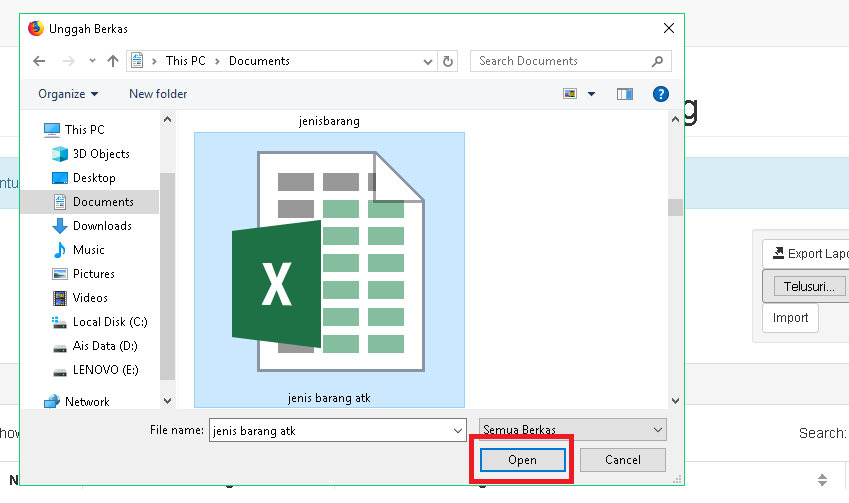 Unggah Berkas
This PC > Documents
Search Documents
Organize
New folder
g
This PC
3D Objects
Desktop
Documents
Downloads
Music
Pictures
Videos
Local Disk (C:)
Ais Data (D:)
LENOVO (E:)
Network
jenisbarang
X
jenis barang atk
ntu
Export Lapo
Telusuri...
Import
File name:
jenis barang atk
Semua Berkas
Open
Cancel
how
Search:
N